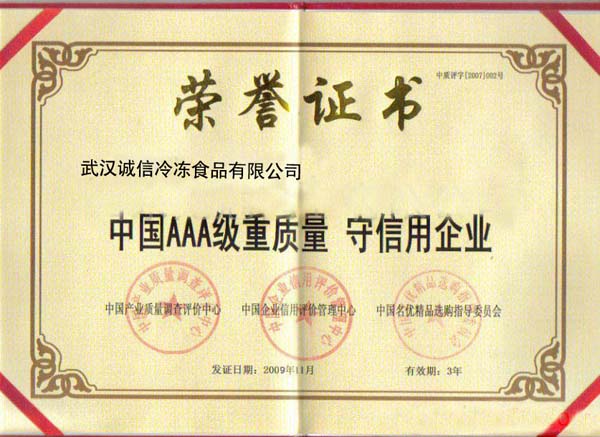 中质评字[2007]002号
荣誉证书
武汉诚信冷冻食品有限公司
中国AAA级重质量 守信用企业
中国产业质量调查评价中心 中国企业信用评价管理中心 中国名优精品选购指导委员会
发证日期：2009年11月 有效期：3年